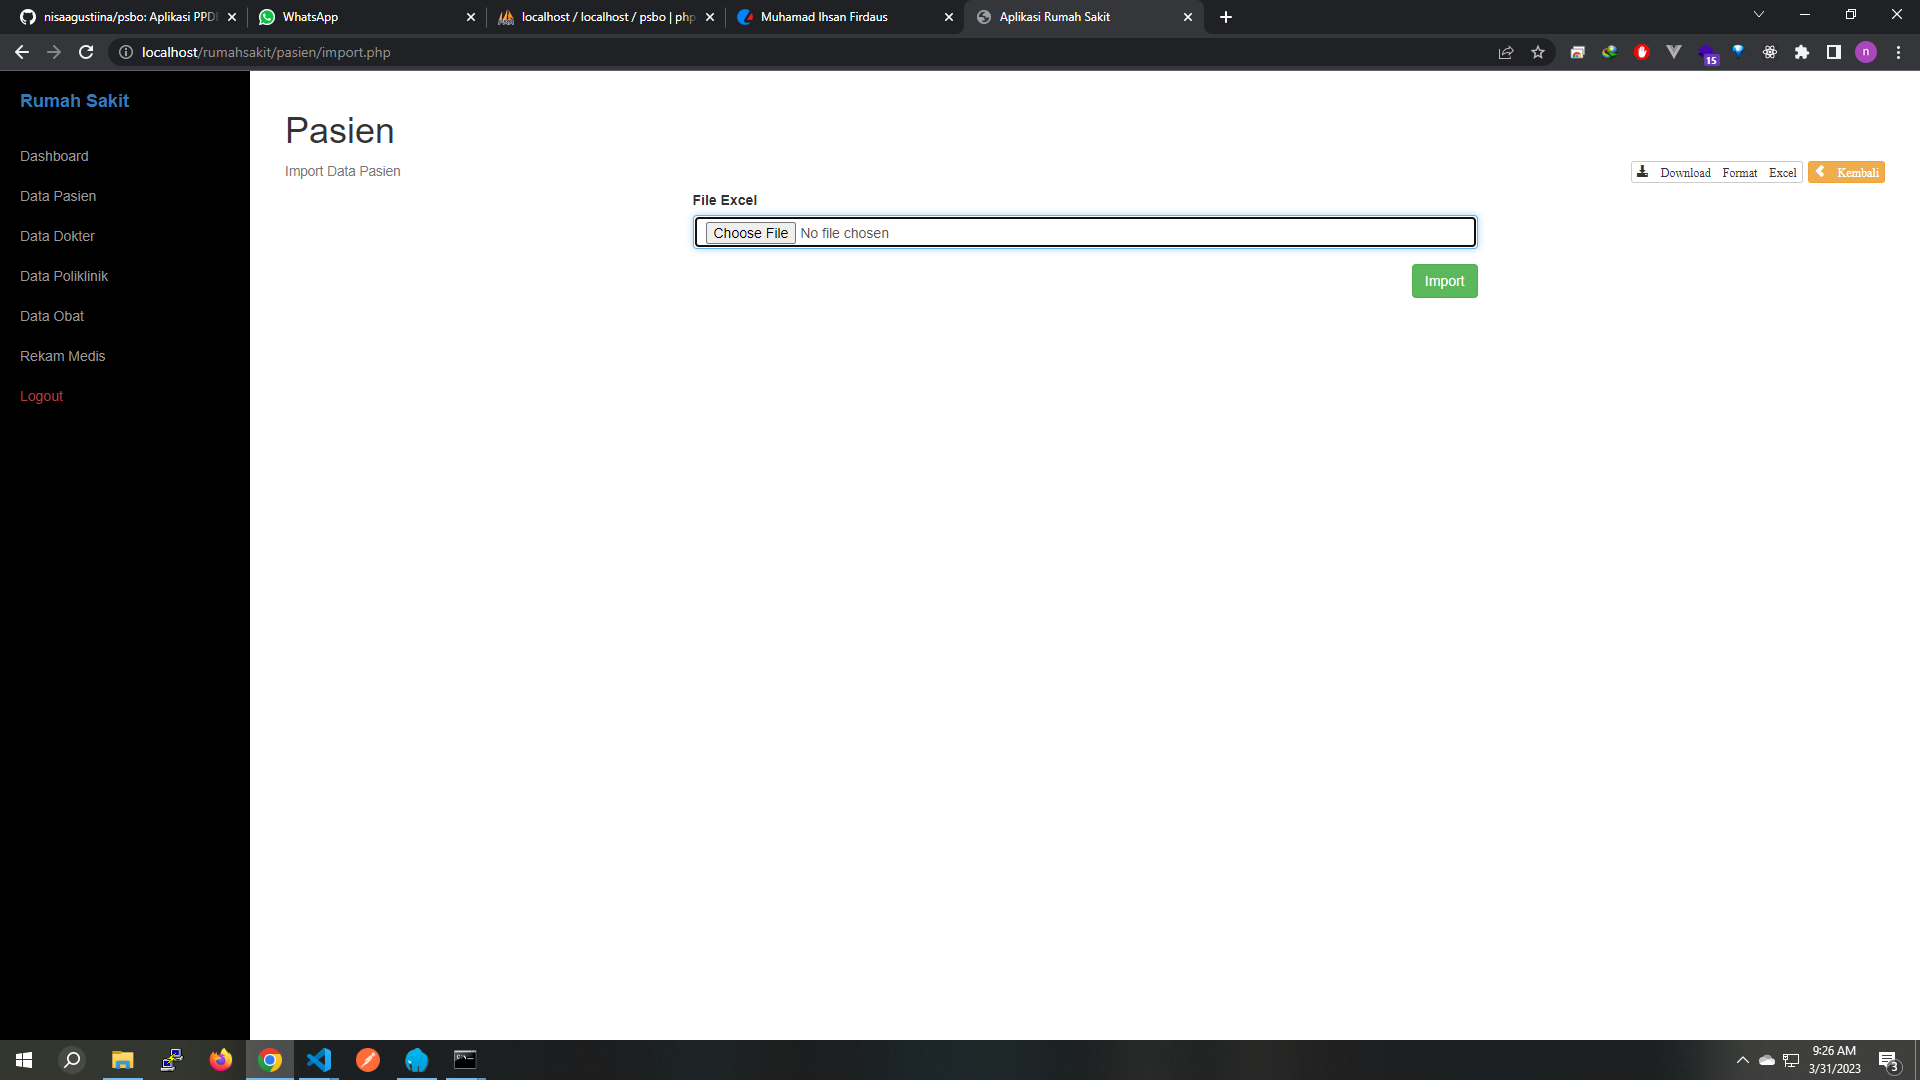 nisaagustiina/psbo: Aplikasi PPD
WhatsApp
localhost / localhost / psbo | php
Muhamad Ihsan Firdaus
Aplikasi Rumah Sakit
localhost/rumahsakit/pasien/import.php
15
n
Rumah Sakit
Dashboard
Data Pasien
Data Dokter
Data Poliklinik
Data Obat
Rekam Medis
Logout
Pasien
Import Data Pasien
Download Format Excel
Kembali
File Excel
Choose File No file chosen
Import
9:26 AM
3/31/2023
3